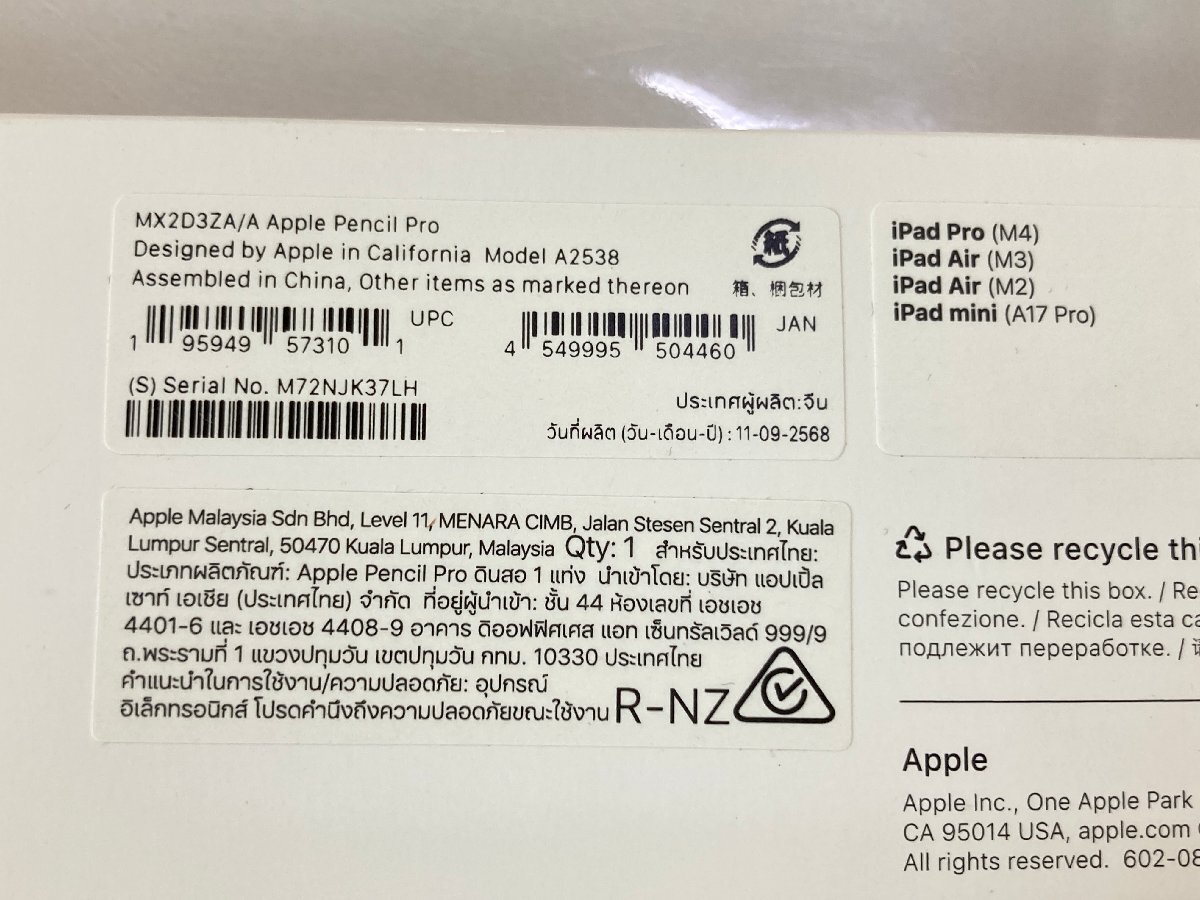 MX2D3ZA/A Apple Pencil Pro
Designed by Apple in California Model A2538
Assembled in China, Other items as marked thereon
紙
箱、梱包材
1 95949 57310 1 UPC
4 549995 504460 JAN
(S) Serial No. M72NJK37LH
ประเทศผู้ผลิต:จีน
วันที่ผลิต (วัน-เดือน-ปี) : 11-09-2568
iPad Pro (M4)
iPad Air (M3)
iPad Air (M2)
iPad mini (A17 Pro)
Apple Malaysia Sdn Bhd, Level 11, MENARA CIMB, Jalan Stesen Sentral 2, Kuala
Lumpur Sentral, 50470 Kuala Lumpur, Malaysia Qty: 1 สำหรับประเทศไทย:
ประเภทผลิตภัณฑ์: Apple Pencil Pro ดินสอ 1 แท่ง นำเข้าโดย: บริษัท แอปเปิ้ล
เซาท์ เอเชีย (ประเทศไทย) จำกัด ที่อยู่ผู้นำเข้า: ชั้น 44 ห้องเลขที่ เอชเอช
4401-6 และ เอชเอช 4408-9 อาคาร ดิออฟฟิศเศส แอท เซ็นทรัลเวิลด์ 999/9
ถ.พระรามที่ 1 แขวงปทุมวัน เขตปทุมวัน กทม. 10330 ประเทศไทย
คำแนะนำในการใช้งาน/ความปลอดภัย: อุปกรณ์
อิเล็กทรอนิกส์ โปรดคำนึงถึงความปลอดภัยขณะใช้งาน R-NZ
Please recycle thi
Please recycle this box. / Re
confezione. / Recicla esta ca
подлежит переработке. /
Apple
Apple Inc., One Apple Park
CA 95014 USA, apple.com
All rights reserved. 602-08